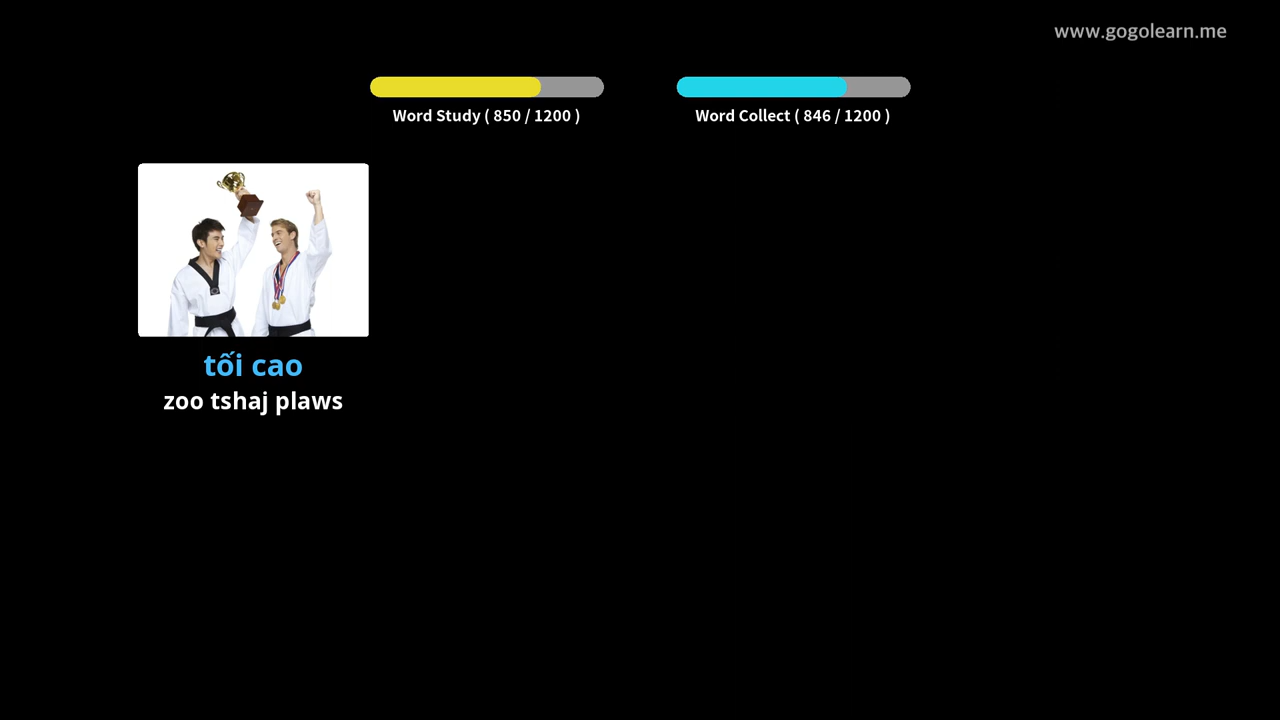 www.gogolearn.me
Word Study ( 850 / 1200 )
Word Collect ( 846 / 1200 )
tối cao
zoo tshaj plaws